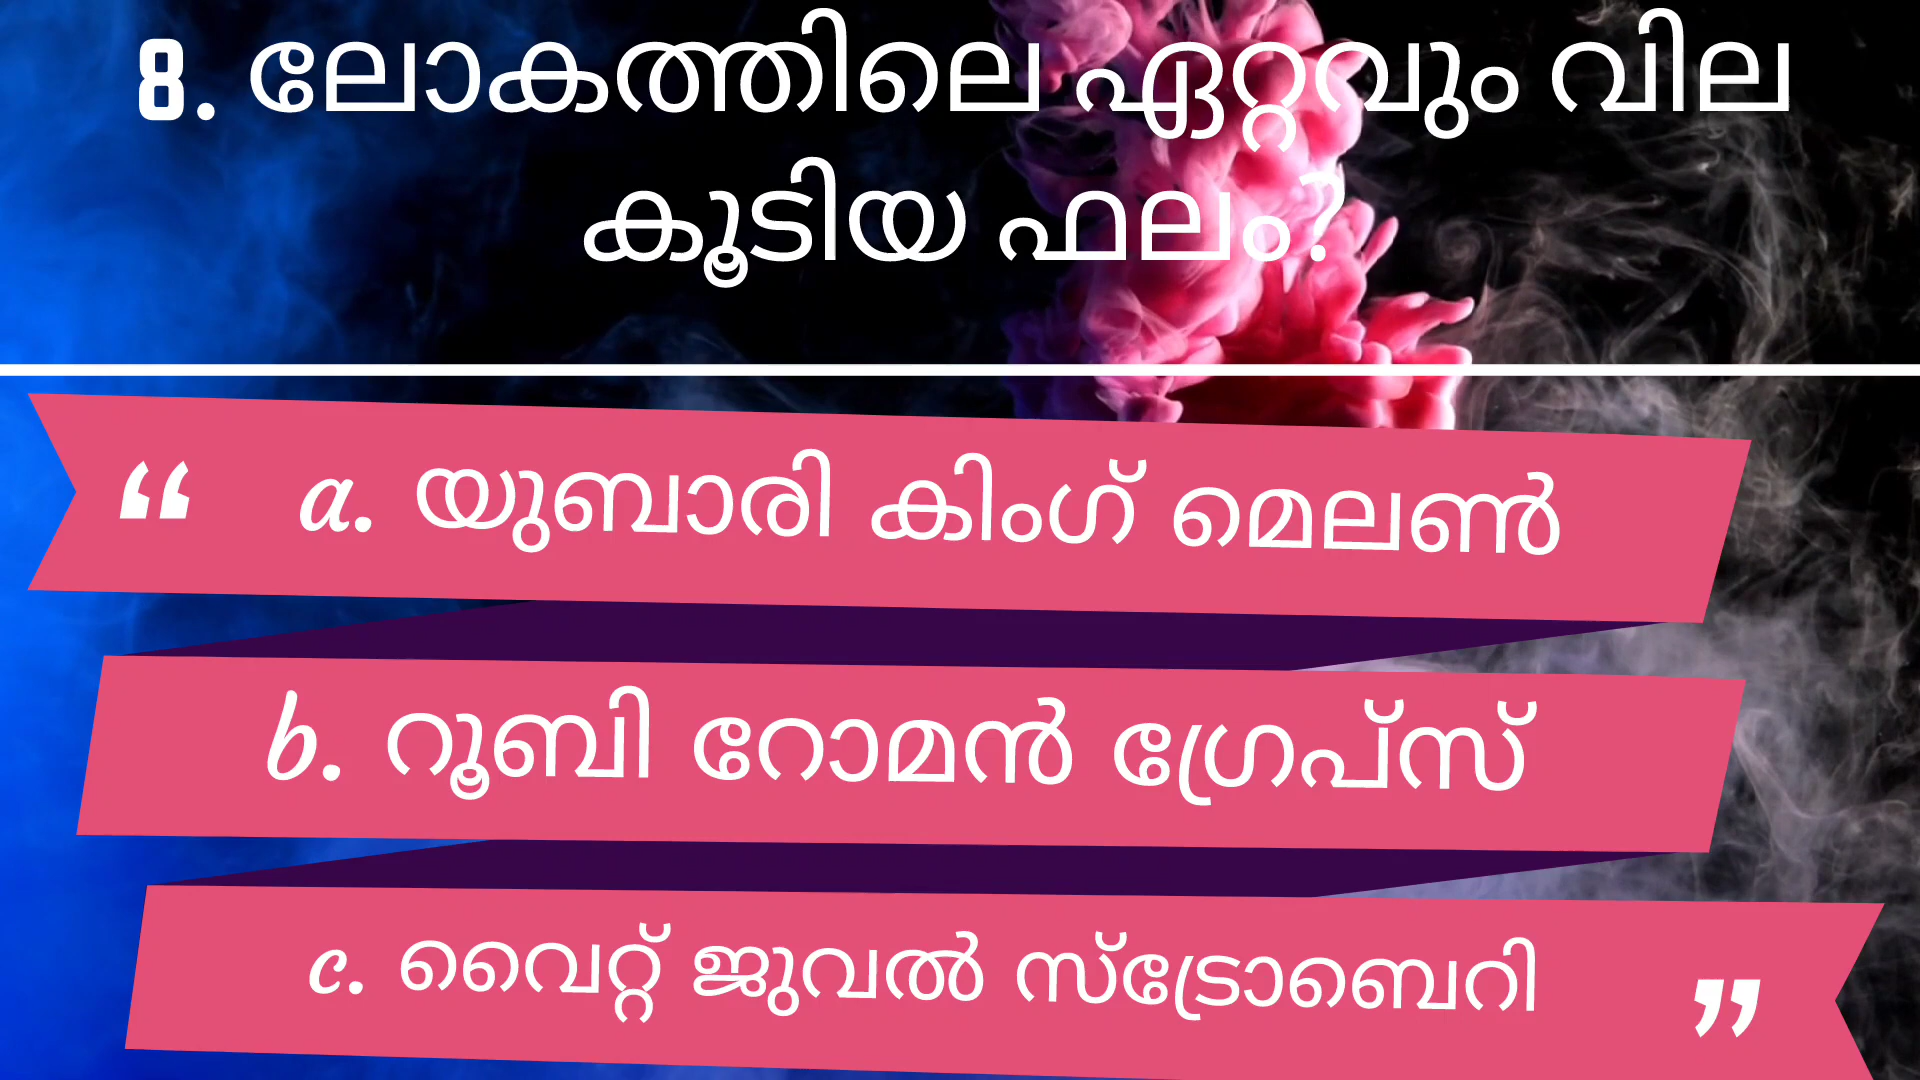 8. ലോകത്തിലെ ഏറ്റവും വില
കൂടിയ ഫലം?
“ a. യുബാരി കിംഗ് മെലൺ
b. റൂബി റോമൻ ഗ്രേപ്സ്
c. വൈറ്റ് ജുവൽ സ്ട്രോബെറി ”